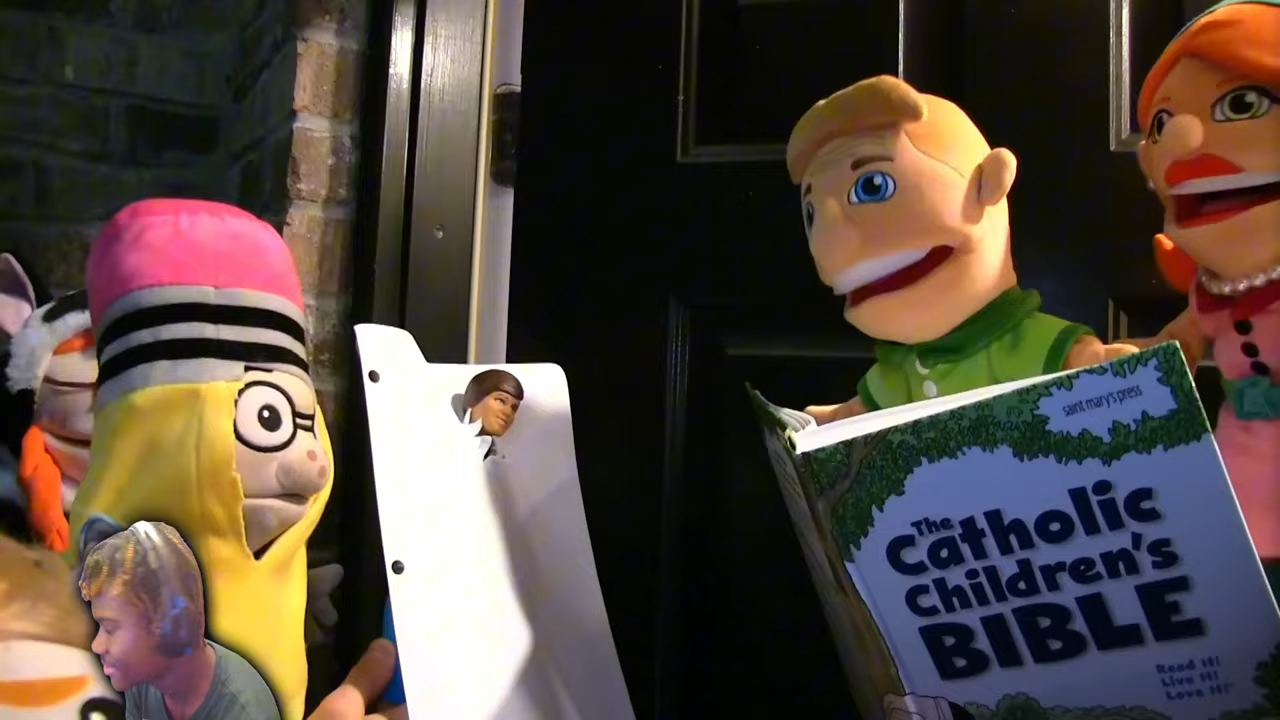 saint mary's press
The
Catholic
Children's
BIBLE
Read It!
Live It!
Love It!